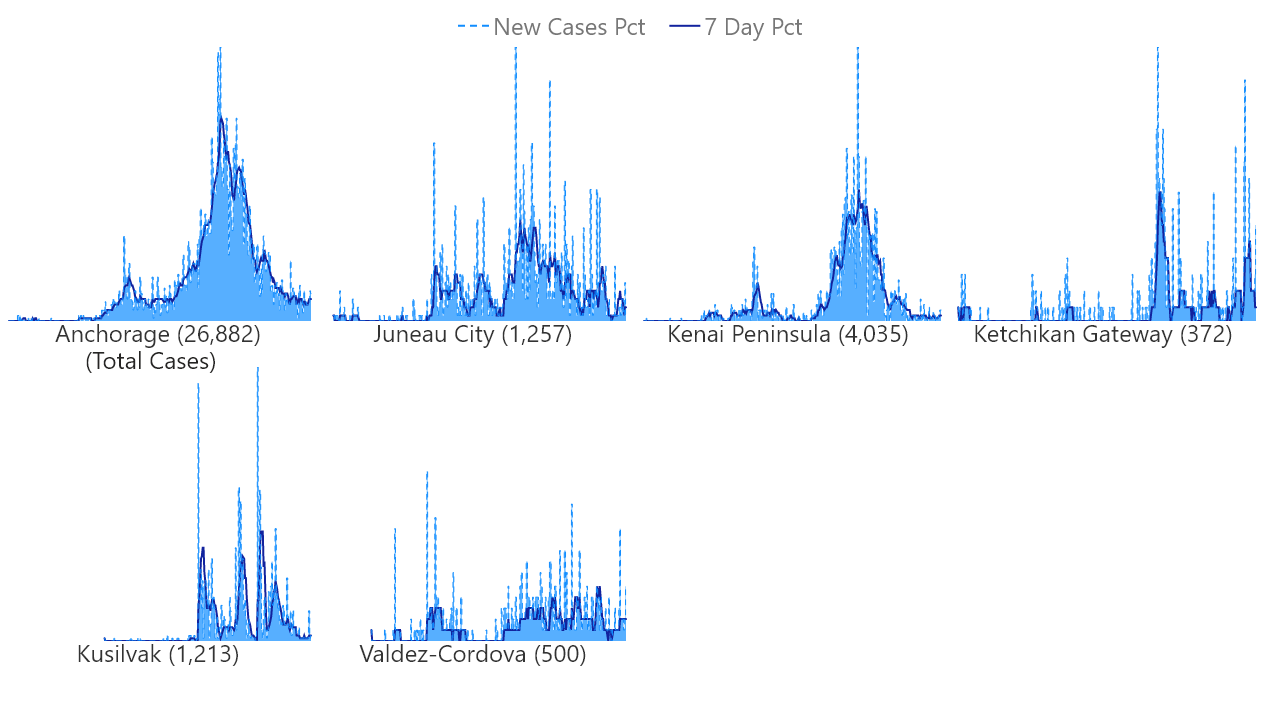 New Cases Pct 7 Day Pct
Anchorage (26,882) Juneau City (1,257) Kenai Peninsula (4,035) Ketchikan Gateway (372)
(Total Cases)
Kusilvak (1,213) Valdez-Cordova (500)